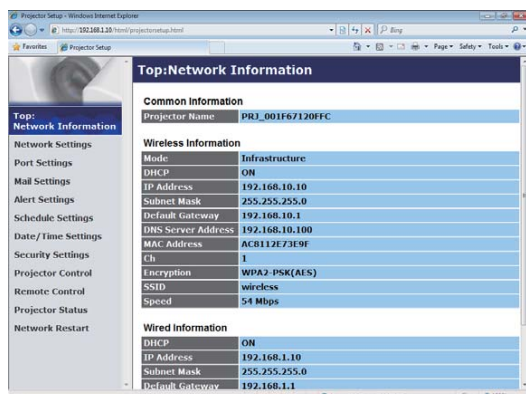 Projector Setup - Windows Internet Explorer
http://192.168.1.10/html/projectorsetup.html
Bing
Favorites Projector Setup Page Safety Tools
Top:Network Information
Common Information
Projector Name PRJ_001F67120FFC
Top:
Network Information
Network Settings
Port Settings
Mail Settings
Alert Settings
Schedule Settings
Date/Time Settings
Security Settings
Projector Control
Remote Control
Projector Status
Network Restart
Wireless Information
Mode Infrastructure
DHCP ON
IP Address 192.168.10.10
Subnet Mask 255.255.255.0
Default Gateway 192.168.10.1
DNS Server Address 192.168.10.100
MAC Address AC8112E73E9F
Ch 1
Encryption WPA2-PSK(AES)
SSID wireless
Speed 54 Mbps
Wired Information
DHCP ON
IP Address 192.168.1.10
Subnet Mask 255.255.255.0
Default Gateway 192.168.1.1